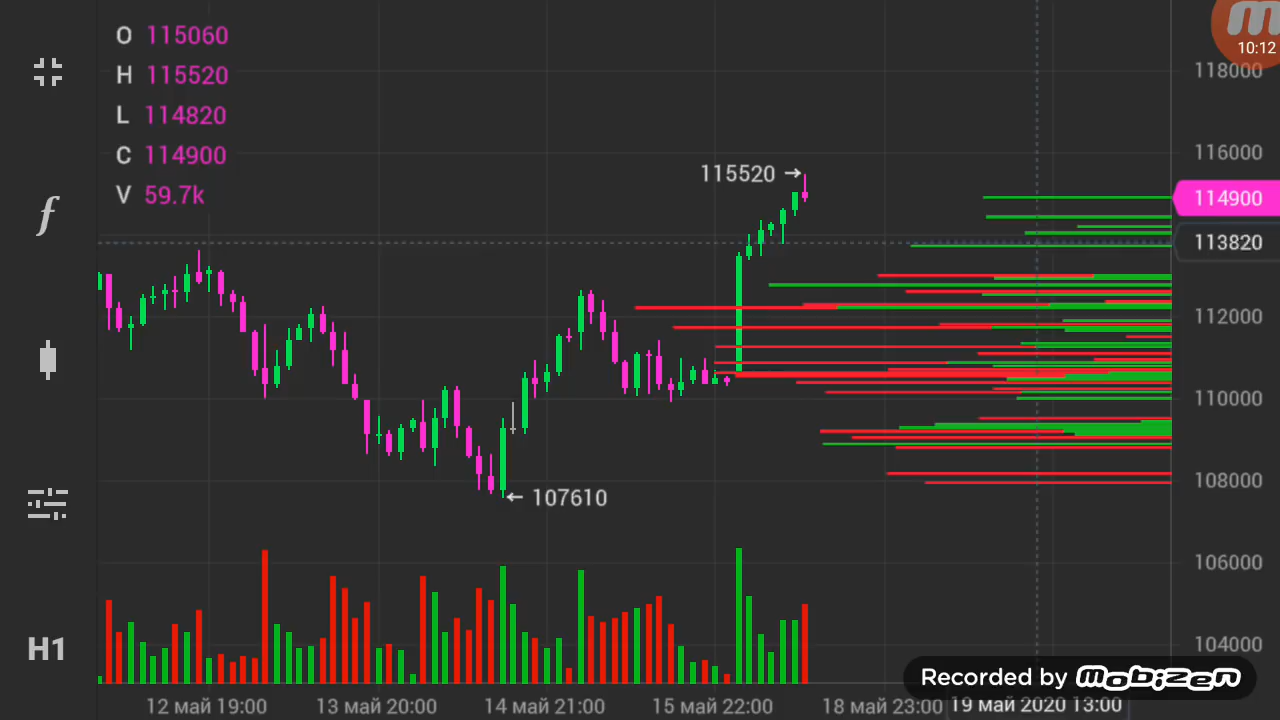 O 115060
H 115520
L 114820
C 114900
V 59.7k
f
H1
115520 →
← 107610
10:12
118000
116000
114900
113820
112000
110000
108000
106000
104000
Recorded by mobizen
12 май 19:00
13 май 20:00
14 май 21:00
15 май 22:00
18 май 23:00
19 май 2020 13:00